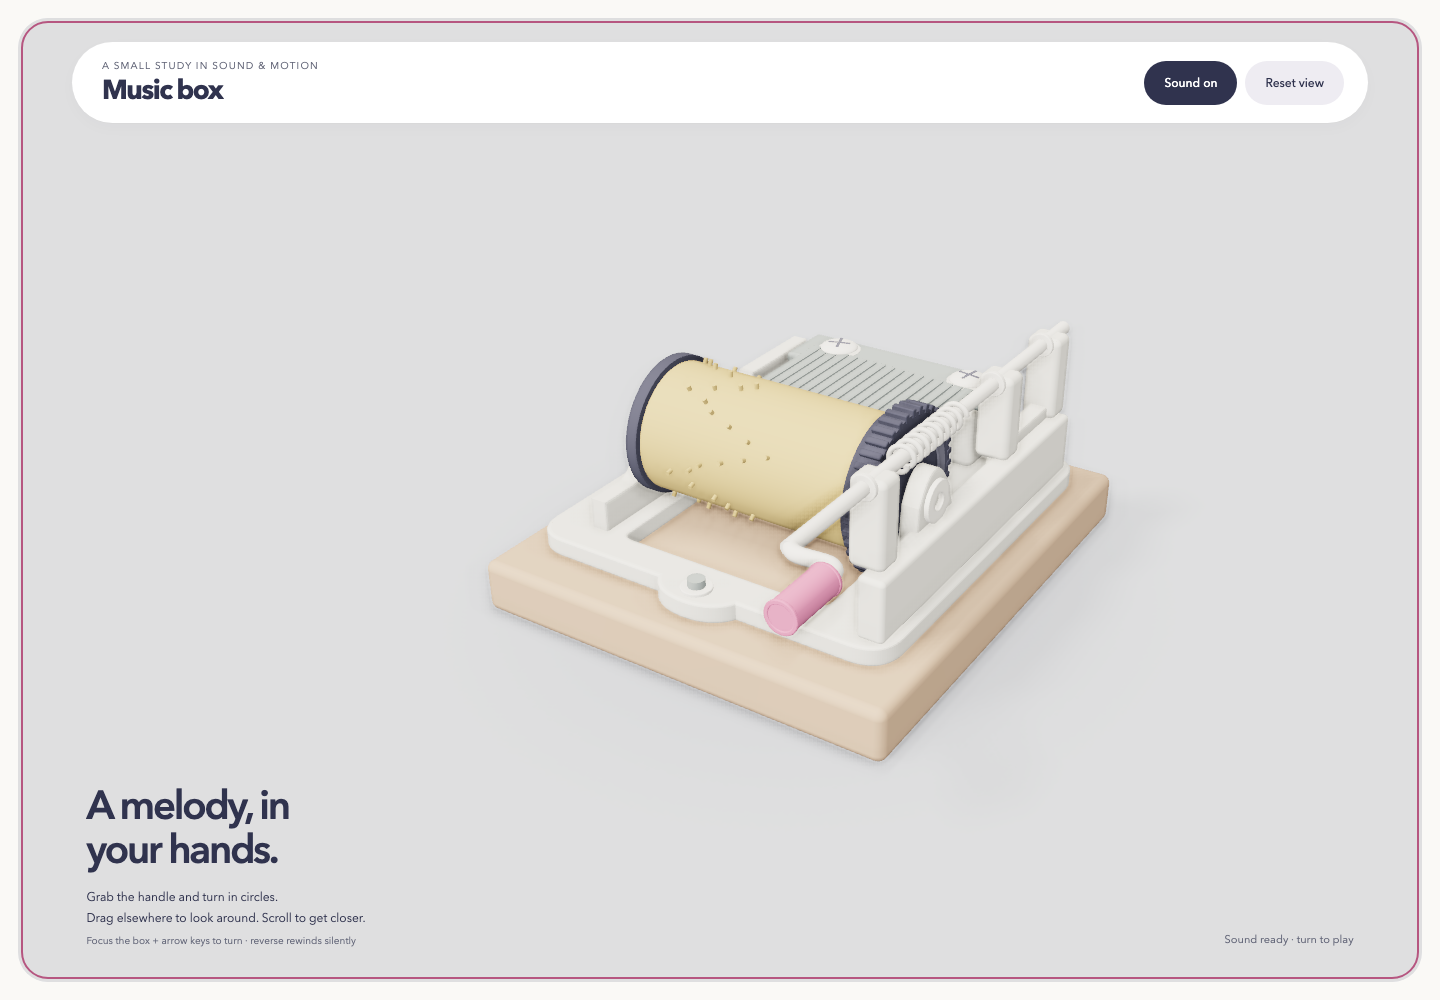 A SMALL STUDY IN SOUND & MOTION
Music box
Sound on
Reset view
A melody, in
your hands.
Grab the handle and turn in circles.
Drag elsewhere to look around. Scroll to get closer.
Focus the box + arrow keys to turn · reverse rewinds silently
Sound ready · turn to play